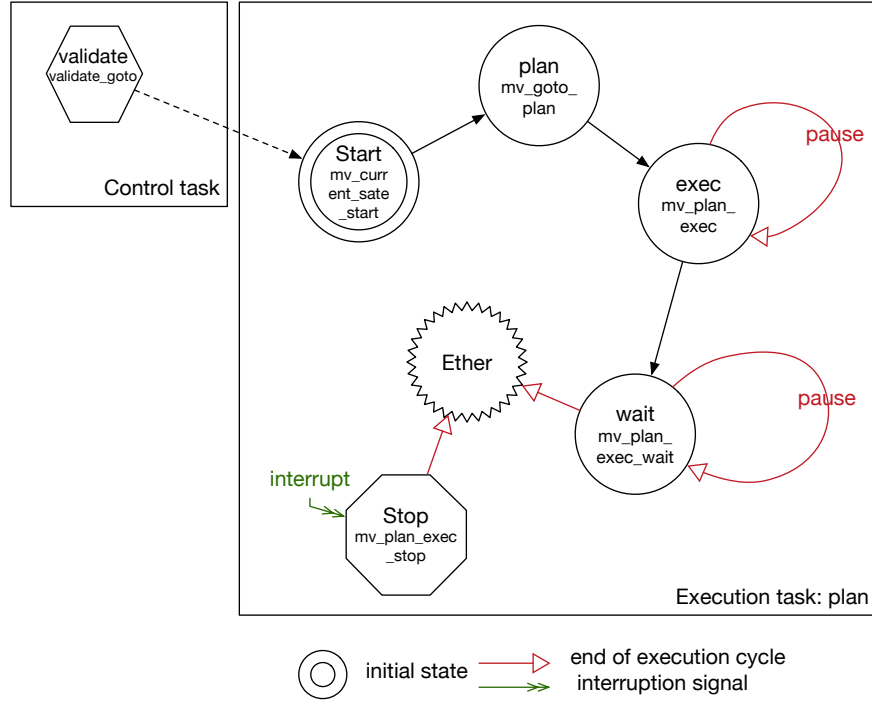 validate
validate_goto
Control task
plan
mv_goto_
plan
Start
mv_curr
ent_sate
_start
pause
exec
mv_plan_
exec
Ether
wait
mv_plan_
exec_wait
pause
interrupt
Stop
mv_plan_exec
_stop
Execution task: plan
initial state
end of execution cycle
interruption signal